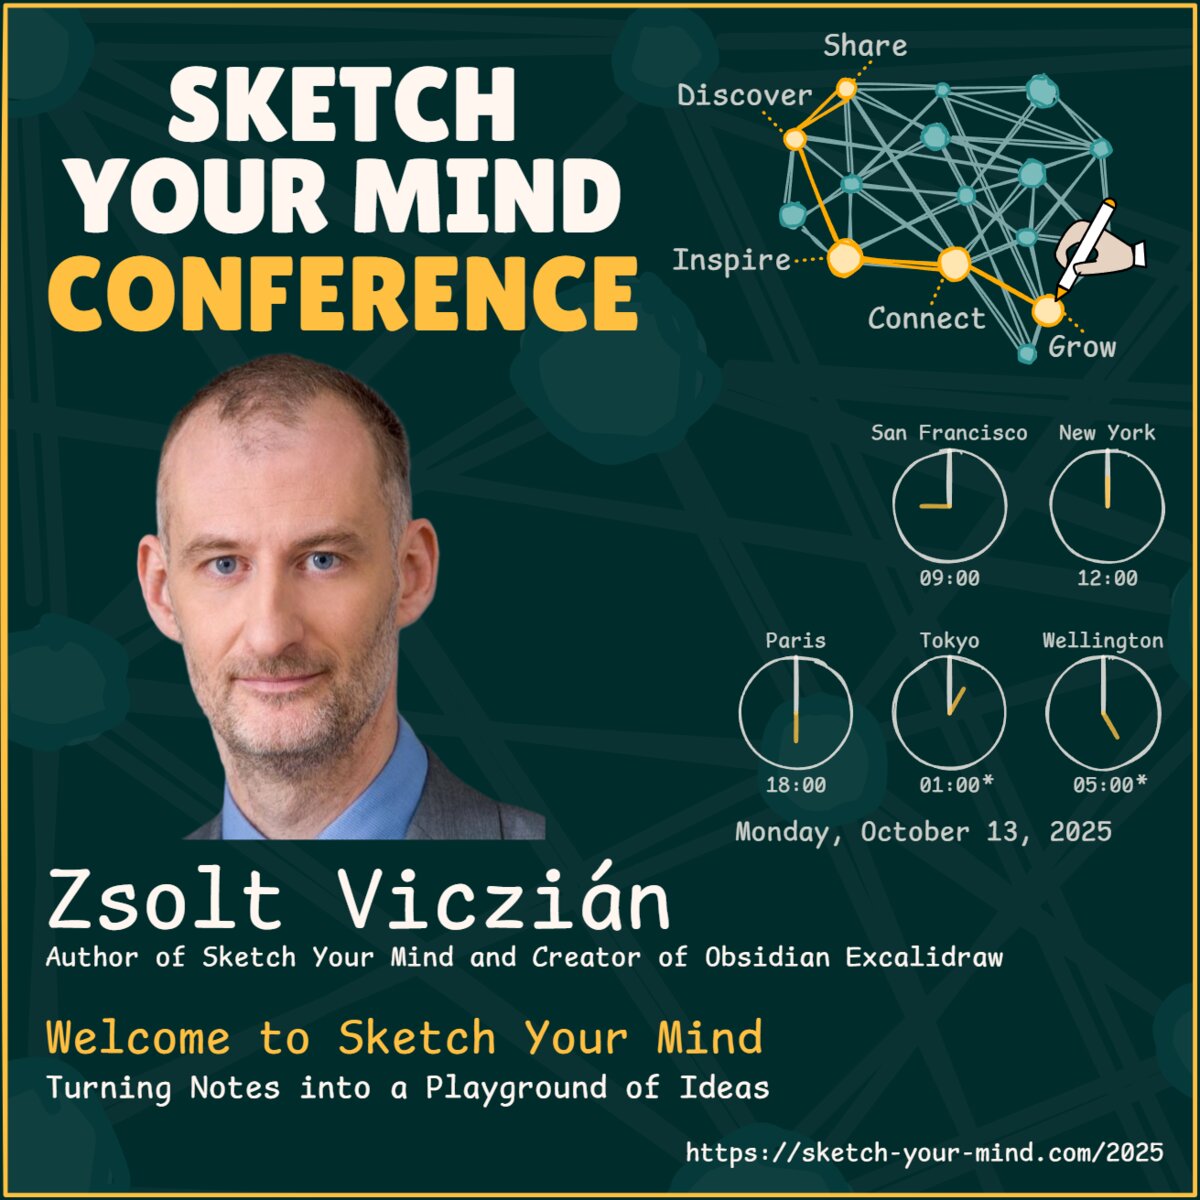 SKETCH
YOUR MIND
CONFERENCE
Share
Discover
Inspire
Connect
Grow
San Francisco
New York
09:00
12:00
Paris
Tokyo
Wellington
18:00
01:00*
05:00*
Monday, October 13, 2025
Zsolt Viczián
Author of Sketch Your Mind and Creator of Obsidian Excalidraw
Welcome to Sketch Your Mind
Turning Notes into a Playground of Ideas
https://sketch-your-mind.com/2025